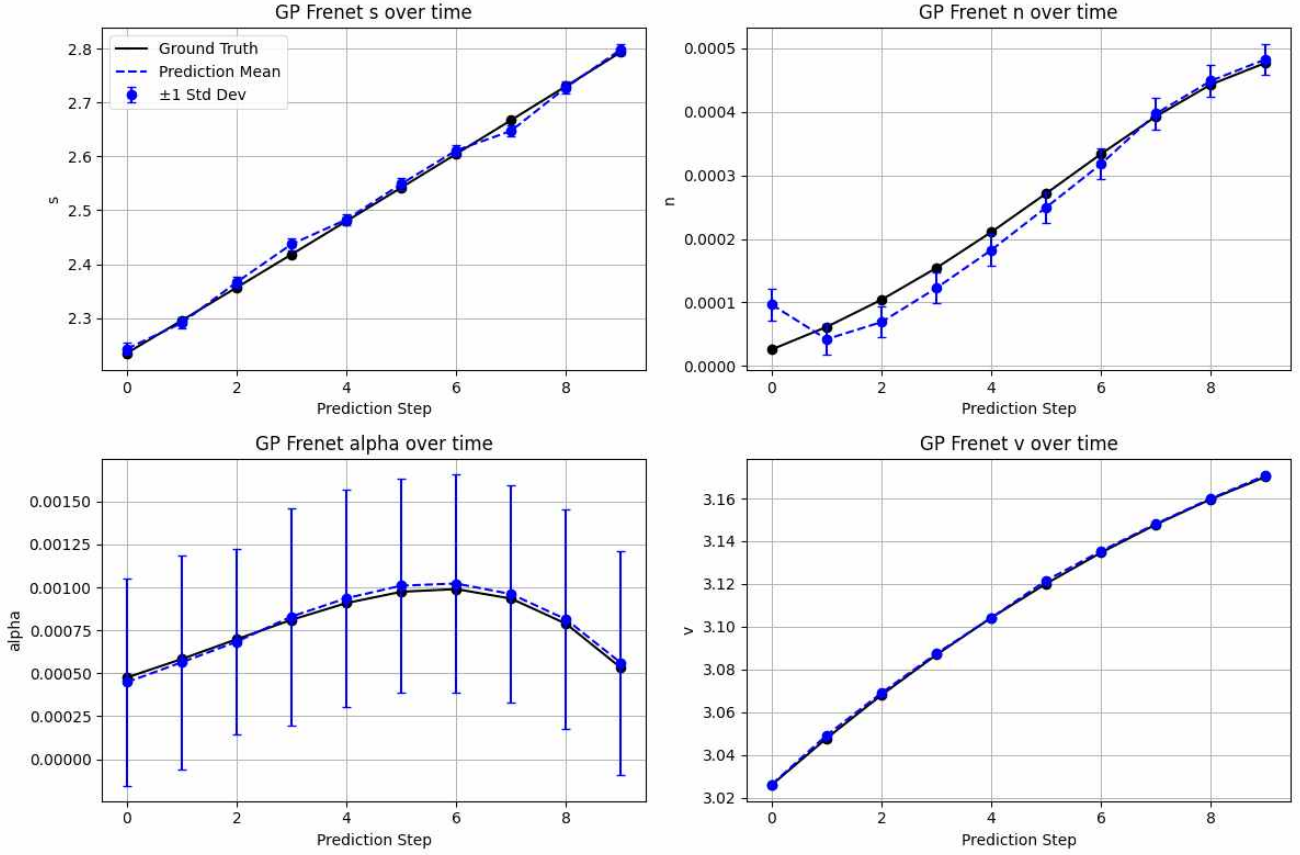 GP Frenet s over time
Ground Truth
Prediction Mean
±1 Std Dev
2.8
2.7
2.6
2.5
2.4
2.3
s
0 2 4 6 8
Prediction Step
GP Frenet n over time
0.0005
0.0004
0.0003
0.0002
0.0001
0.0000
n
0 2 4 6 8
Prediction Step
GP Frenet alpha over time
0.00150
0.00125
0.00100
0.00075
0.00050
0.00025
0.00000
alpha
0 2 4 6 8
Prediction Step
GP Frenet v over time
3.16
3.14
3.12
3.10
3.08
3.06
3.04
3.02
v
0 2 4 6 8
Prediction Step